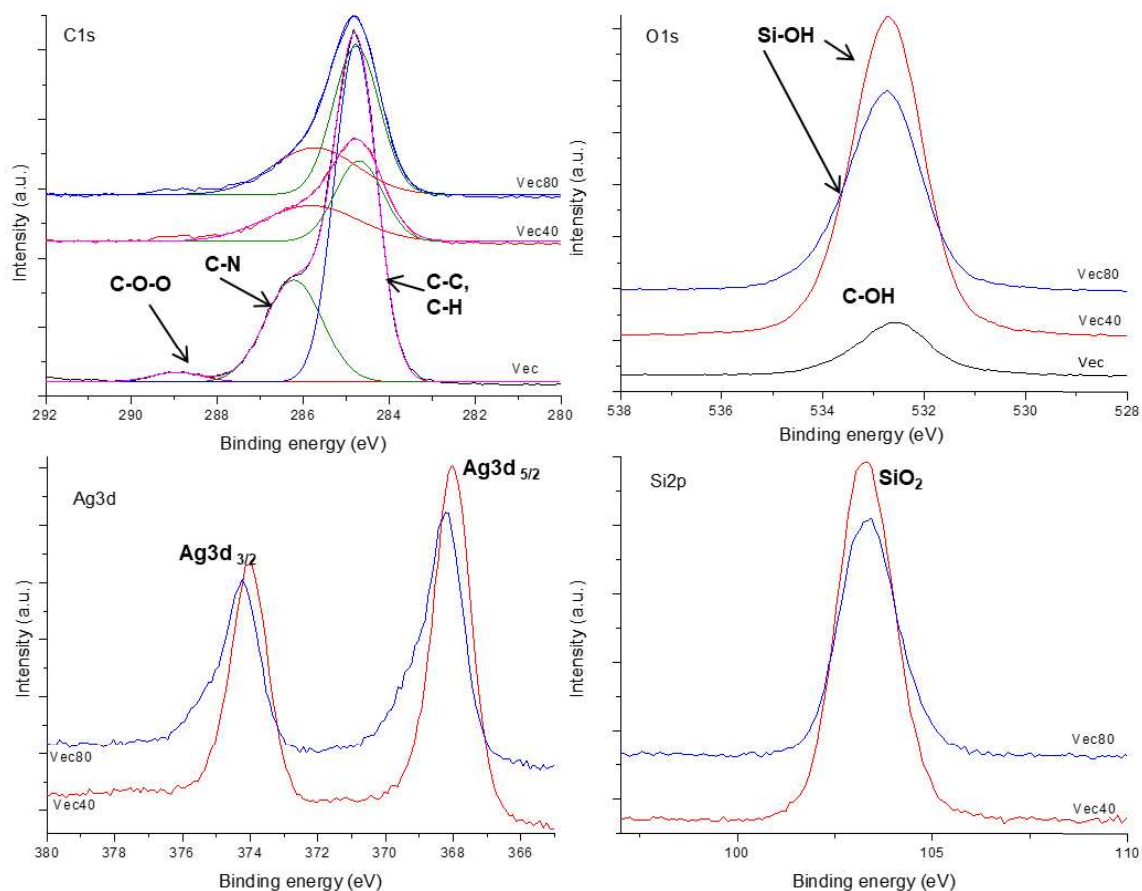 C1s
Intensity (a.u.)
Vec80
Vec40
C-O-O
C-N
C-C,
C-H
Vec
292 290 288 286 284 282 280
Binding energy (eV)
O1s
Si-OH
intensity (a.u.)
Vec80
C-OH
Vec40
Vec
538 536 534 532 530 528
Binding energy (eV)
Ag3d
Ag3d 5/2
Ag3d 3/2
Intensity (a.u.)
Vec80
Vec40
380 378 376 374 372 370 368 366
Binding energy (eV)
Si2p
SiO2
Intensity (a.u.)
Vec80
Vec40
100 105 110
Binding energy (eV)